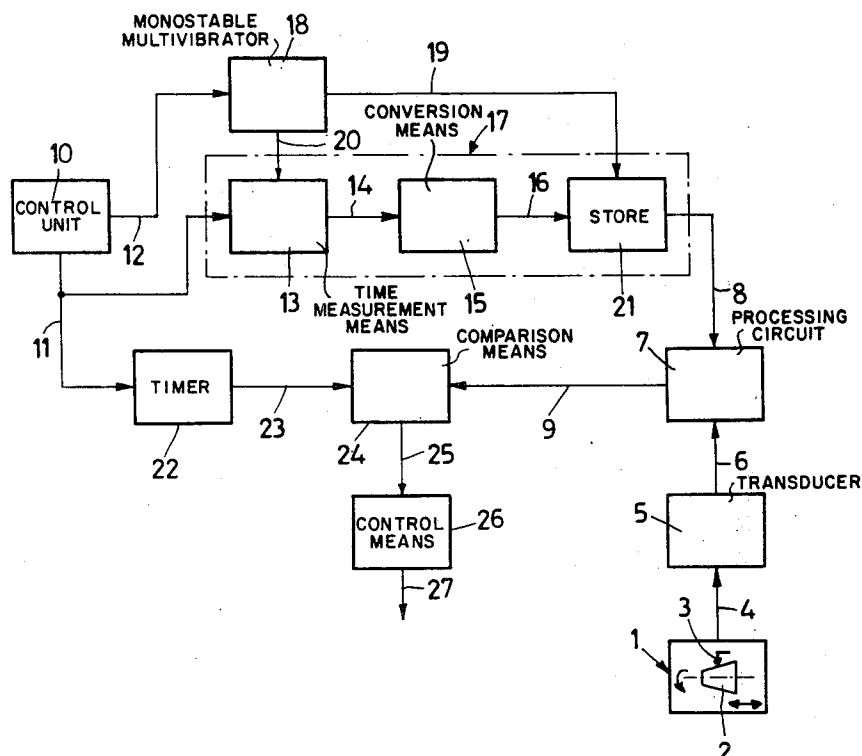 MONOSTABLE
MULTIVIBRATOR
18
19
CONVERSION
MEANS
17
20
10
CONTROL
UNIT
12
14
16
STORE
13
15
21
TIME
MEASUREMENT
MEANS
8
11
PROCESSING
CIRCUIT
COMPARISON
MEANS
7
TIMER
22
23
24
25
9
6
TRANSDUCER
5
CONTROL
MEANS
26
27
4
3
1
2